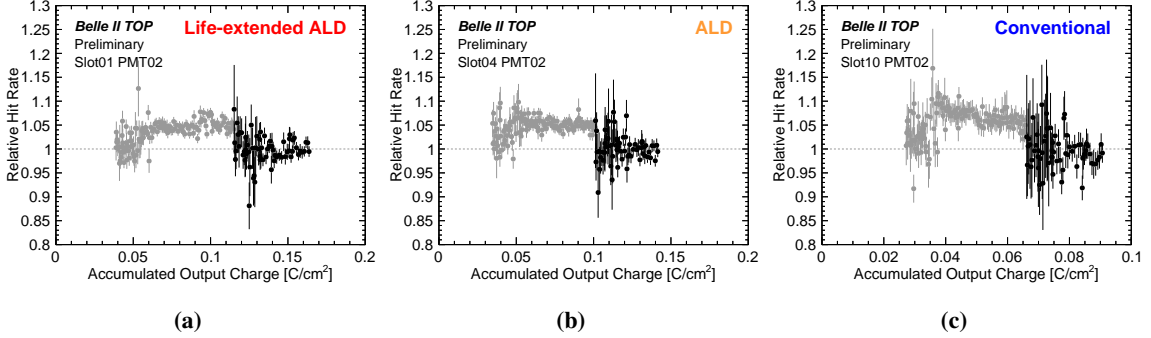 Relative Hit Rate
1.3
1.25
1.2
1.15
1.1
1.05
1
0.95
0.9
0.85
0.8
Belle II TOP
Life-extended ALD
Preliminary
Slot01 PMT02
0
0.05
0.1
0.15
0.2
Accumulated Output Charge [C/cm2]
(a)
Relative Hit Rate
1.3
1.25
1.2
1.15
1.1
1.05
1
0.95
0.9
0.85
0.8
Belle II TOP
ALD
Preliminary
Slot04 PMT02
0
0.05
0.1
0.15
0.2
Accumulated Output Charge [C/cm2]
(b)
Relative Hit Rate
1.3
1.25
1.2
1.15
1.1
1.05
1
0.95
0.9
0.85
0.8
Belle II TOP
Conventional
Preliminary
Slot10 PMT02
0
0.02
0.04
0.06
0.08
0.1
Accumulated Output Charge [C/cm2]
(c)